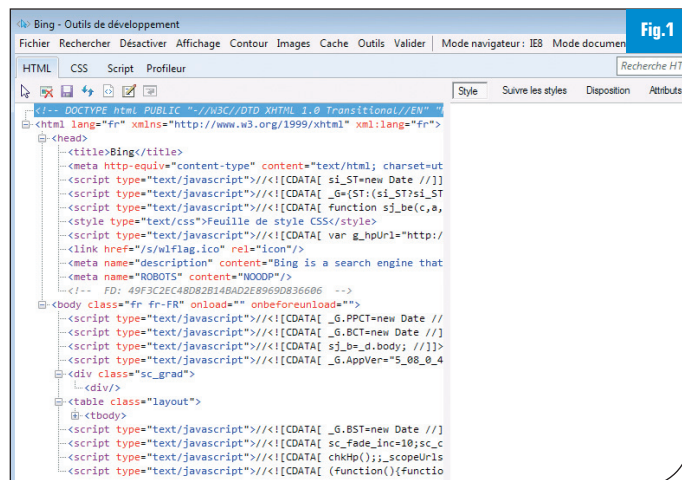 Bing - Outils de développement
Fig.1
Fichier Rechercher Désactiver Affichage Contour Images Cache Outils Valider Mode navigateur : IE8 Mode documen
HTML CSS Script Profileur
Recherche HT
Style Suivre les styles Disposition Attributs
<!-- DOCTYPE html PUBLIC "-//W3C//DTD XHTML 1.0 Transitional//EN" "
<html lang="fr" xmlns="http://www.w3.org/1999/xhtml" xml:lang="fr">
<head>
<title>Bing</title>
<meta http-equiv="content-type" content="text/html; charset=ut
<script type="text/javascript">//<![CDATA[ si_ST=new Date //]]
<script type="text/javascript">//<![CDATA[ _G={ST:(si_ST?si_ST
<script type="text/javascript">//<![CDATA[ function sj_be(c,a,
<style type="text/css">Feuille de style CSS</style>
<script type="text/javascript">//<![CDATA[ var g_hpUrl="http:/
<link href="/s/wlflag.ico" rel="icon"/>
<meta name="description" content="Bing is a search engine that
<meta name="ROBOTS" content="NOODP"/>
<!-- FD: 49F3C2EC48D82B14BAD2E8969D836606 -->
<body class="fr fr-FR" onload="" onbeforeunload="">
<script type="text/javascript">//<![CDATA[ _G.PPCT=new Date //
<script type="text/javascript">//<![CDATA[ _G.BCT=new Date //]
<script type="text/javascript">//<![CDATA[ sj_b=_d.body; //]]>
<script type="text/javascript">//<![CDATA[ _G.AppVer="5_08_0_4
<div class="sc_grad">
<div/>
<table class="layout">
<tbody>
<script type="text/javascript">//<![CDATA[ _G.BST=new Date //]
<script type="text/javascript">//<![CDATA[ sc_fade_inc=10;sc_c
<script type="text/javascript">//<![CDATA[ chkHp();;_scopeUrls
<script type="text/javascript">//<![CDATA[ (function(){functio